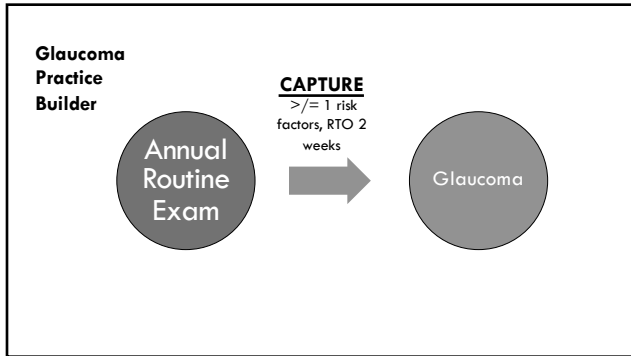 Glaucoma
Practice
Builder
CAPTURE
>/= 1 risk
factors, RTO 2
weeks
Annual
Routine
Exam
Glaucoma